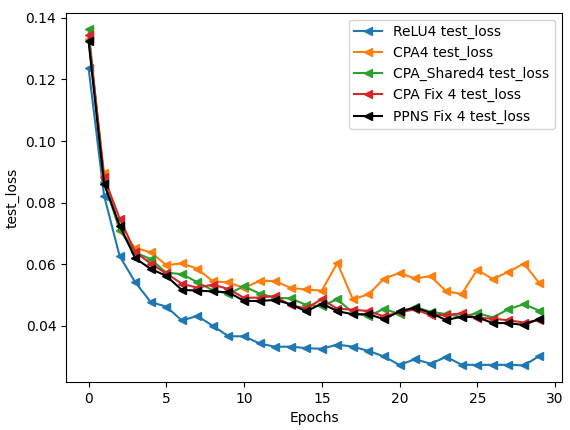 0.14
0.12
0.10
0.08
0.06
0.04
test_loss
ReLU4 test_loss
CPA4 test_loss
CPA_Shared4 test_loss
CPA Fix 4 test_loss
PPNS Fix 4 test_loss
0 5 10 15 20 25 30
Epochs